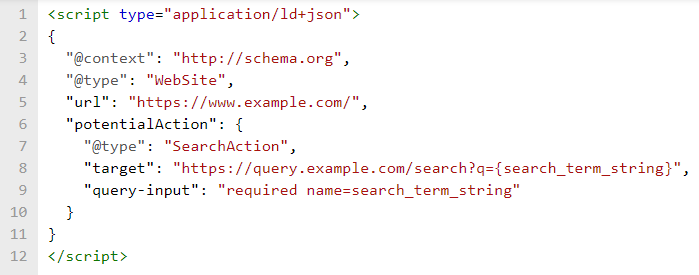 1 <script type="application/ld+json">
2 {
3   "@context": "http://schema.org",
4   "@type": "WebSite",
5   "url": "https://www.example.com/",
6   "potentialAction": {
7     "@type": "SearchAction",
8     "target": "https://query.example.com/search?q={search_term_string}",
9     "query-input": "required name=search_term_string"
10   }
11 }
12 </script>